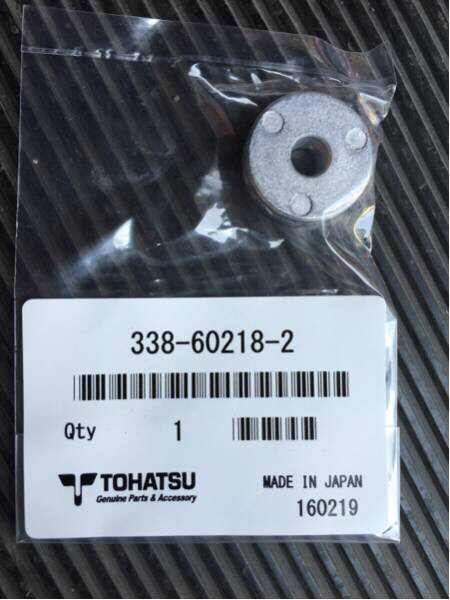 338-60218-2
Qty 1
TOHATSU
Genuine Parts & Accessory
MADE IN JAPAN
160219